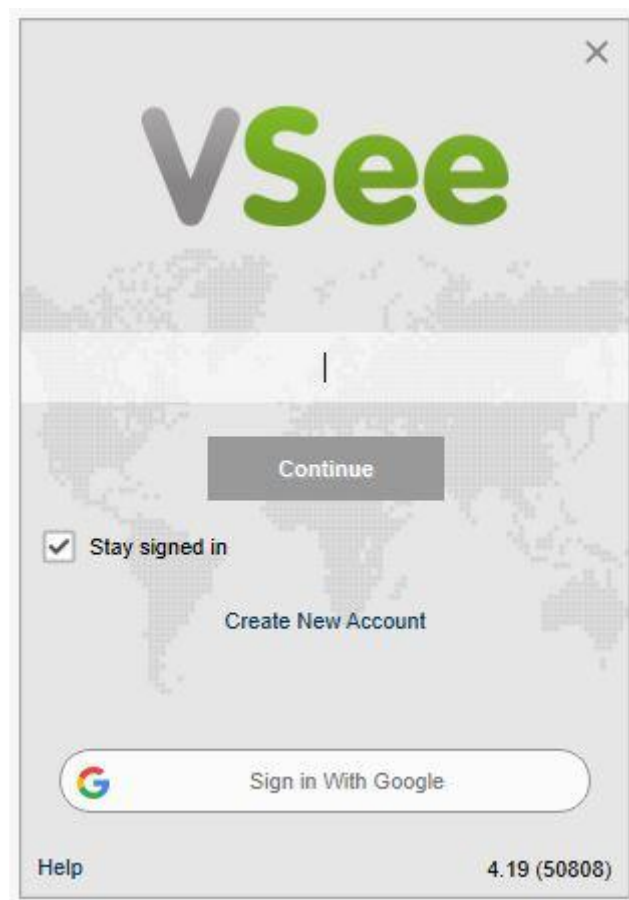 VSee
Continue
Stay signed in
Create New Account
Sign in With Google
Help
4.19 (50808)